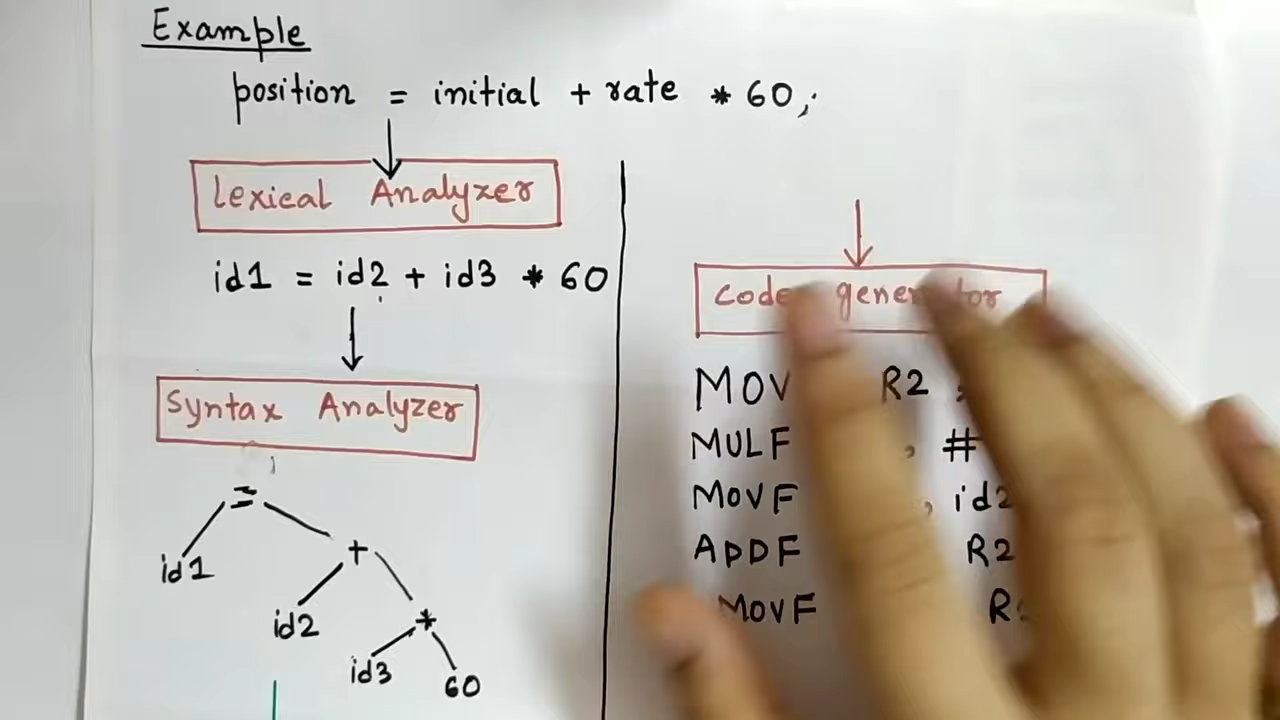 Example
position = initial + rate * 60;
Lexical Analyzer
id1 = id2 + id3 * 60
Syntax Analyzer
=
id1 +
id2 *
id3 60
MOV R2 ,
MULF , #
MOVF , id2
ADDF R2
MOVF